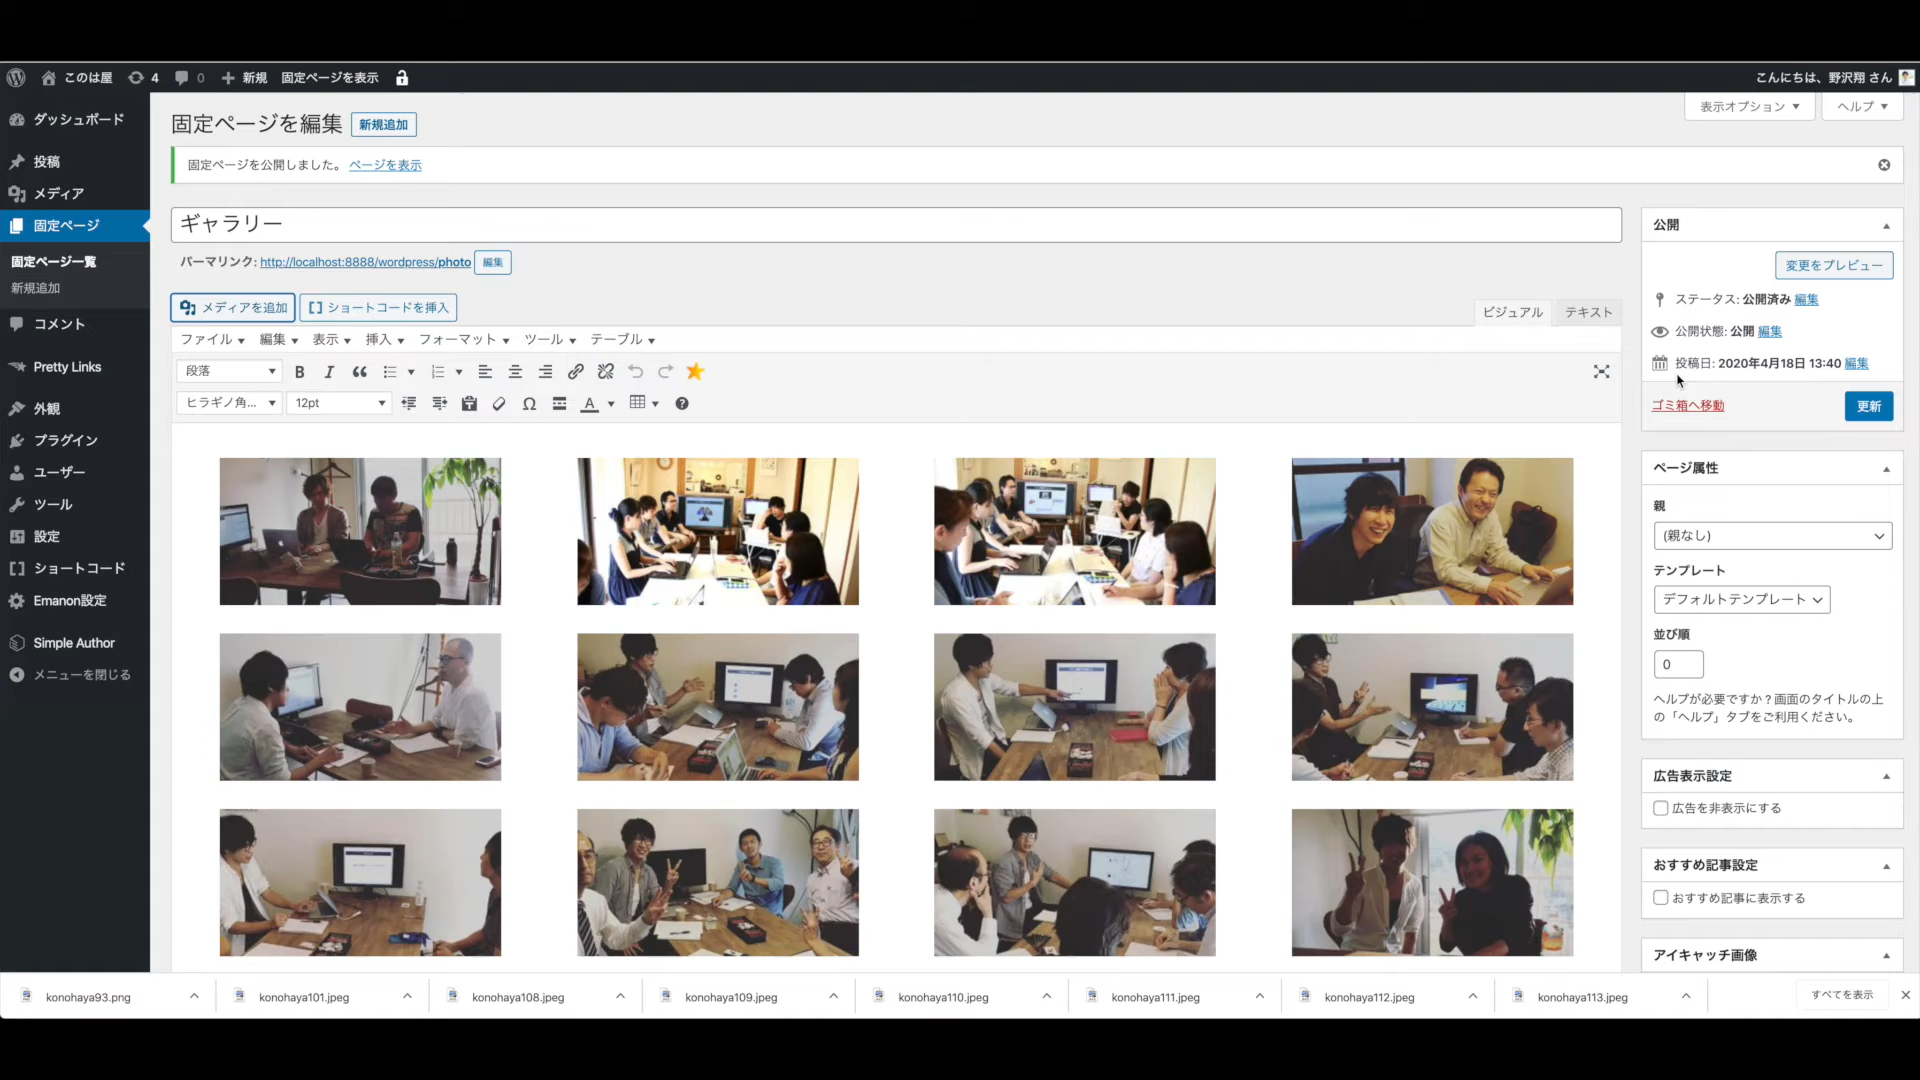 このは屋
4
0
新規
固定ページを表示
こんにちは、野沢翔 さん
ダッシュボード
投稿
メディア
固定ページ
固定ページ一覧
新規追加
コメント
Pretty Links
外観
プラグイン
ユーザー
ツール
設定
ショートコード
Emanon設定
Simple Author
メニューを閉じる
表示オプション
ヘルプ
固定ページを編集
新規追加
固定ページを公開しました。 ページを表示
ギャラリー
パーマリンク: http://localhost:8888/wordpress/photo 編集
メディアを追加
ショートコードを挿入
ビジュアル
テキスト
ファイル 編集 表示 挿入 フォーマット ツール テーブル
段落
B I
ヒラギノ角...
12pt
Ω
A
公開
変更をプレビュー
ステータス: 公開済み 編集
公開状態: 公開 編集
投稿日: 2020年4月18日 13:40 編集
ゴミ箱へ移動
更新
ページ属性
親
(親なし)
テンプレート
デフォルトテンプレート
並び順
0
ヘルプが必要ですか ? 画面のタイトルの上
の「ヘルプ」タブをご利用ください。
広告表示設定
広告を非表示にする
おすすめ記事設定
おすすめ記事に表示する
アイキャッチ画像
konohaya93.png
konohaya101.jpeg
konohaya108.jpeg
konohaya109.jpeg
konohaya110.jpeg
konohaya111.jpeg
konohaya112.jpeg
konohaya113.jpeg
すべてを表示